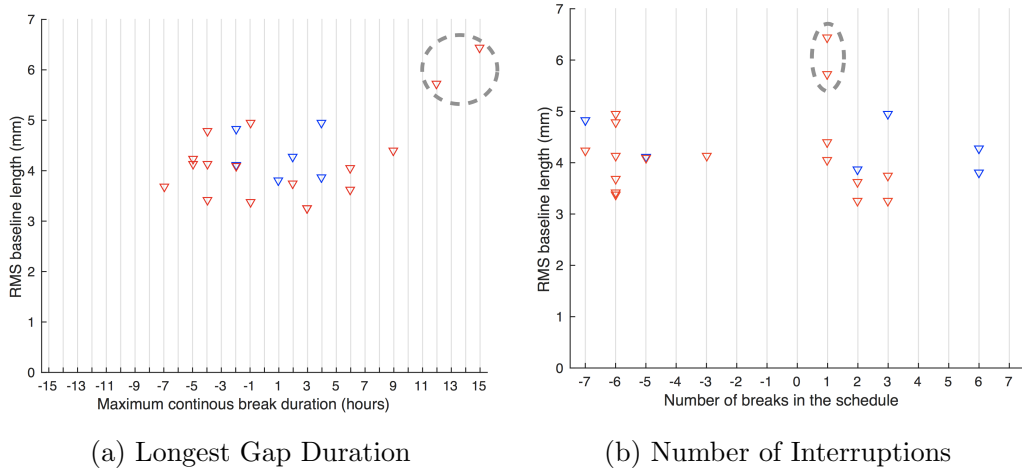 7
6
5
4
3
2
1
0
RMS baseline length (mm)
-15 -13 -11 -9 -7 -5 -3 -1 1 3 5 7 9 11 13 15
Maximum continous break duration (hours)
(a) Longest Gap Duration
7
6
5
4
3
2
1
0
RMS baseline length (mm)
-7 -6 -5 -4 -3 -2 -1 0 1 2 3 4 5 6 7
Number of breaks in the schedule
(b) Number of Interruptions